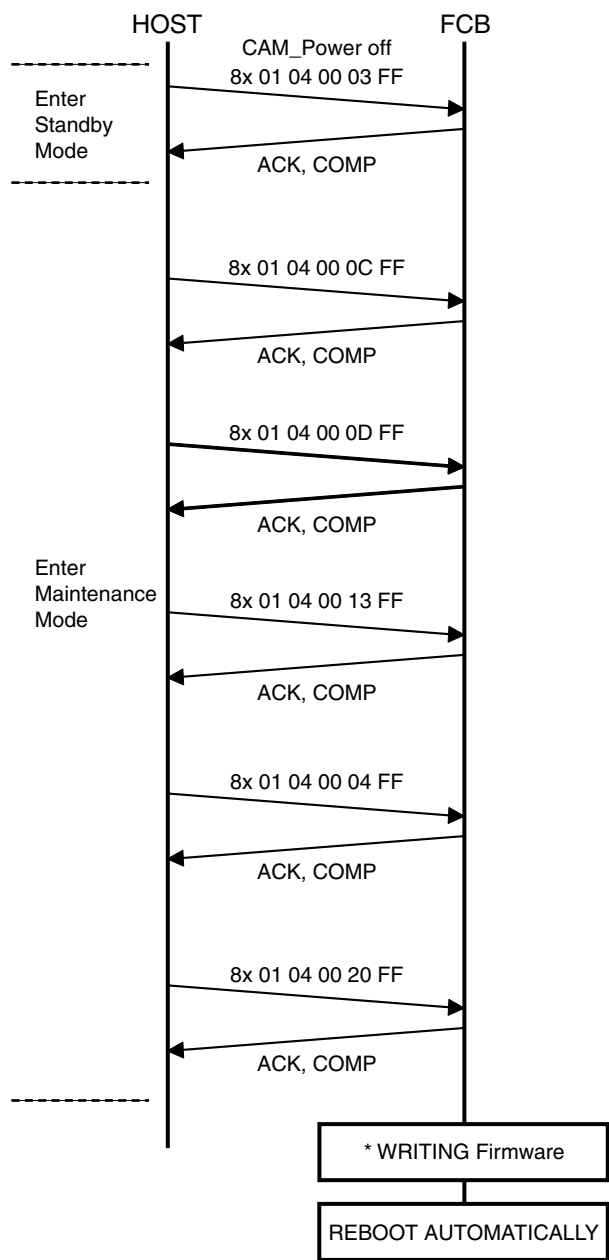 HOST FCB
CAM_Power off
8x 01 04 00 03 FF
Enter
Standby
Mode
ACK, COMP
8x 01 04 00 0C FF
ACK, COMP
8x 01 04 00 0D FF
ACK, COMP
Enter
Maintenance
Mode
8x 01 04 00 13 FF
ACK, COMP
8x 01 04 00 04 FF
ACK, COMP
8x 01 04 00 20 FF
ACK, COMP
* WRITING Firmware
REBOOT AUTOMATICALLY